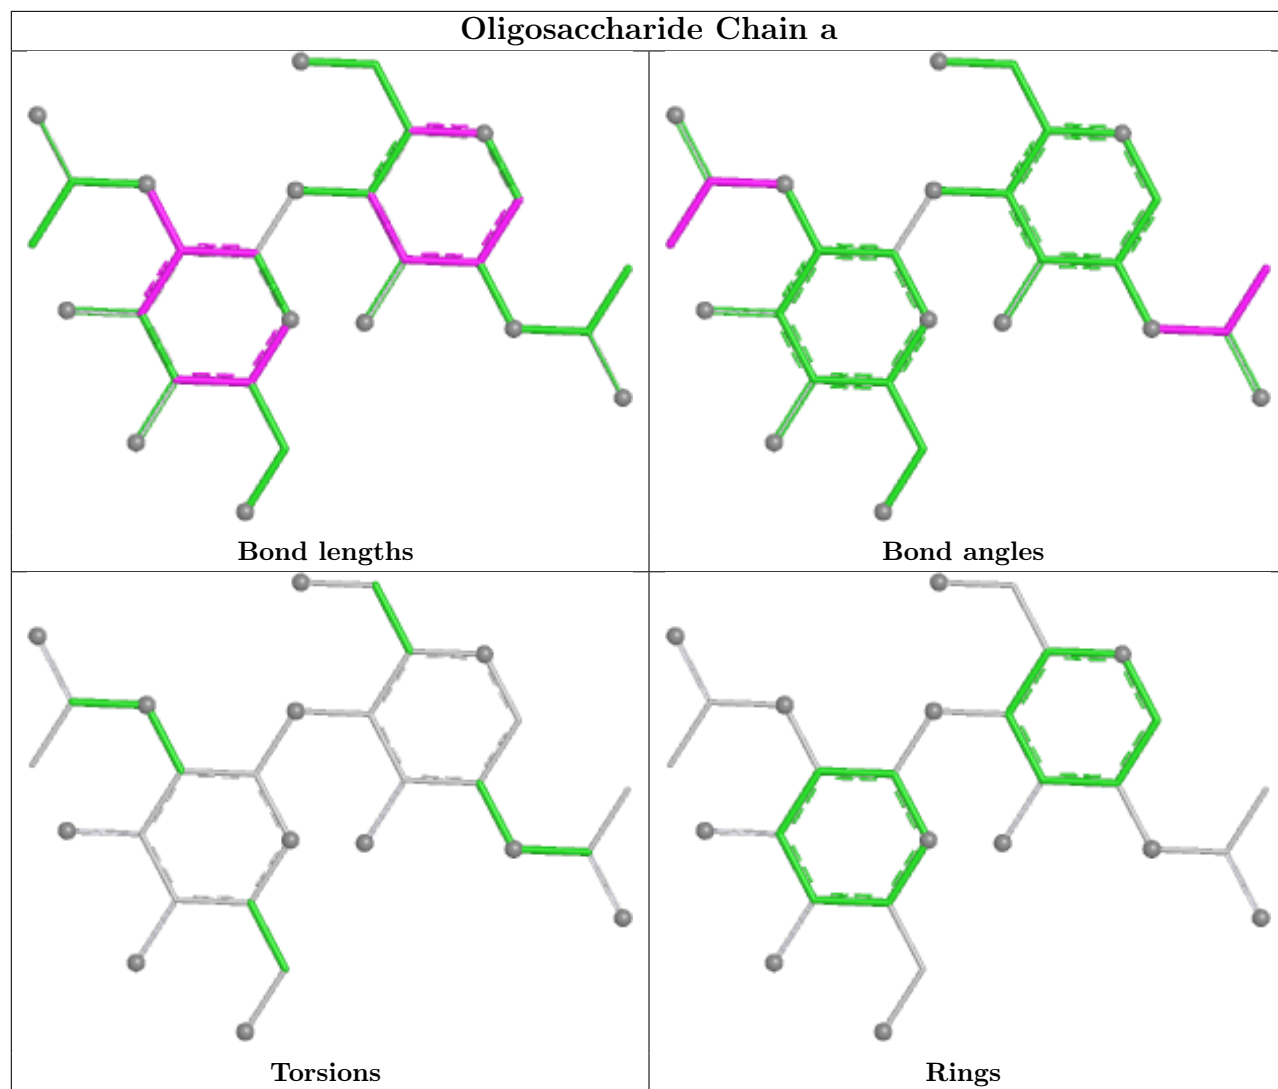 Oligosaccharide Chain a
Bond lengths
Bond angles
Torsions
Rings